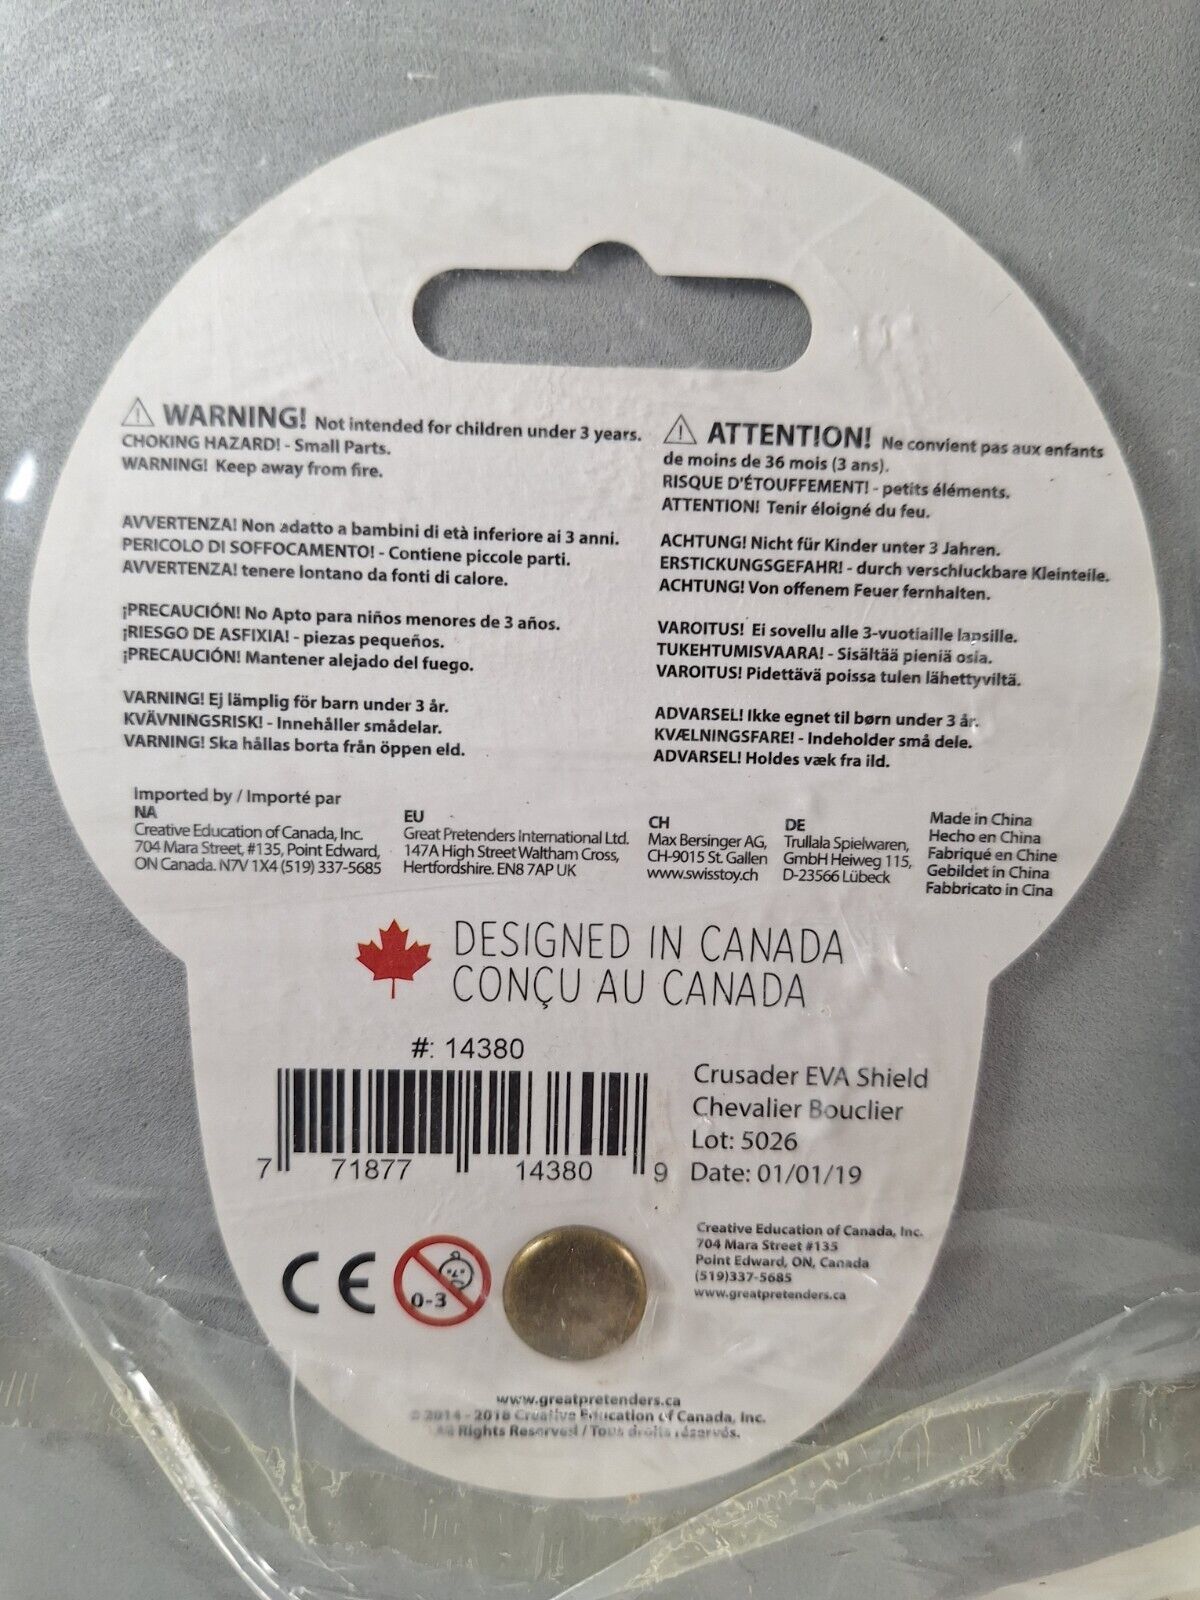 WARNING! Not intended for children under 3 years.
CHOKING HAZARD! - Small Parts.
WARNING! Keep away from fire.
ATTENTION! Ne convient pas aux enfants
de moins de 36 mois (3 ans).
RISQUE D'ÉTOUFFEMENT! - petits éléments.
ATTENTION! Tenir éloigné du feu.
AVVERTENZA! Non adatto a bambini di età inferiore ai 3 anni.
PERICOLO DI SOFFOCAMENTO! - Contiene piccole parti.
AVVERTENZA! tenere lontano da fonti di calore.
ACHTUNG! Nicht für Kinder unter 3 Jahren.
ERSTICKUNGSGEFAHR! - durch verschluckbare Kleinteile.
ACHTUNG! Von offenem Feuer fernhalten.
¡PRECAUCIÓN! No Apto para niños menores de 3 años.
¡RIESGO DE ASFIXIA! - piezas pequeños.
¡PRECAUCIÓN! Mantener alejado del fuego.
VAROITUS! Ei sovellu alle 3-vuotiaille lapsille.
TUKEHTUMISVAARA! - Sisältää pieniä osia.
VAROITUS! Pidettävä poissa tulen lähettyviltä.
VARNING! Ej lämplig för barn under 3 år.
KVÄVNINGSRISK! - Innehåller smådelar.
VARNING! Ska hållas borta från öppen eld.
ADVARSEL! Ikke egnet til børn under 3 år.
KVÆLNINGSFARE! - Indeholder små dele.
ADVARSEL! Holdes væk fra ild.
Imported by / Importé par
NA
Creative Education of Canada, Inc.
704 Mara Street, #135, Point Edward,
ON Canada. N7V 1X4 (519) 337-5685
EU
Great Pretenders International Ltd.
147A High Street Waltham Cross,
Hertfordshire. EN8 7AP UK
CH
Max Bersinger AG,
CH-9015 St. Gallen
www.swisstoy.ch
DE
Trullala Spielwaren,
GmbH Heiweg 115,
D-23566 Lübeck
Made in China
Hecho en China
Fabriqué en Chine
Gebildet in China
Fabbricato in Cina
DESIGNED IN CANADA
CONÇU AU CANADA
#: 14380
7 71877 14380 9
Crusader EVA Shield
Chevalier Bouclier
Lot: 5026
Date: 01/01/19
CE
0-3
Creative Education of Canada, Inc.
704 Mara Street #135
Point Edward, ON, Canada
(519)337-5685
www.greatpretenders.ca
www.greatpretenders.ca
© 2014 - 2018 Creative Education of Canada, Inc.
All Rights Reserved / Tous droits réservés.